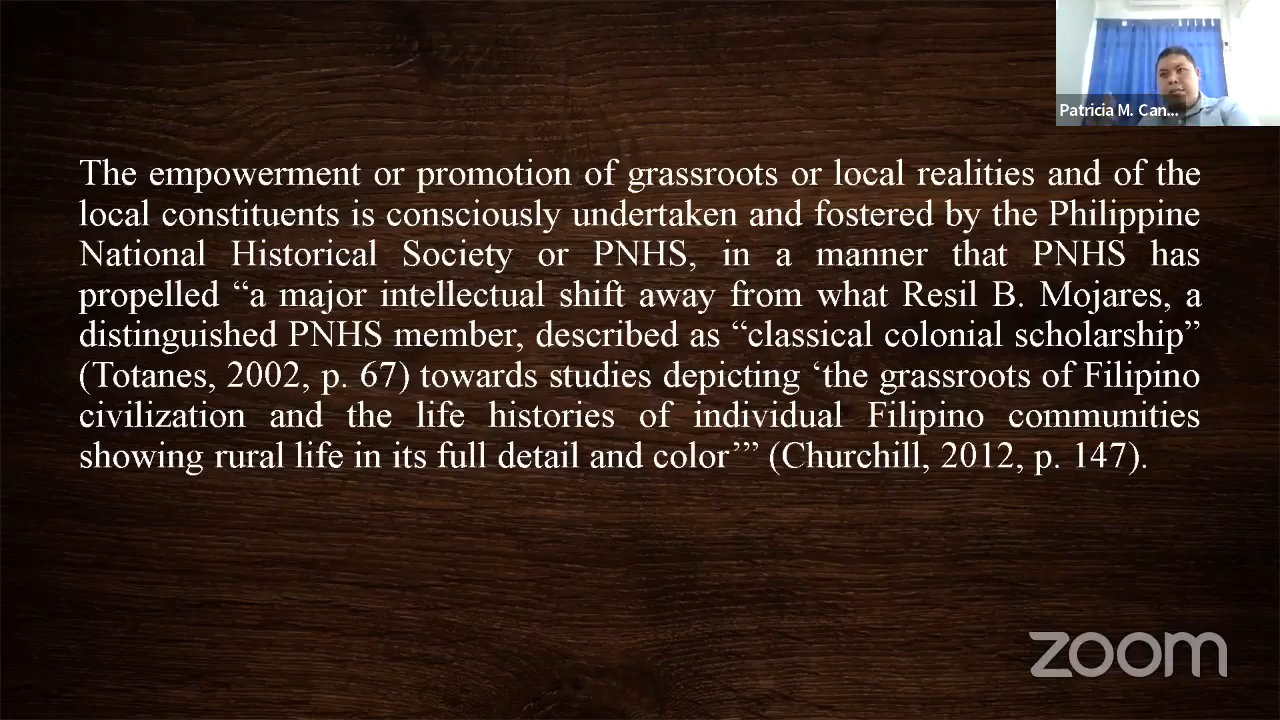 Patricia M. Can...
The empowerment or promotion of grassroots or local realities and of the
local constituents is consciously undertaken and fostered by the Philippine
National Historical Society or PNHS, in a manner that PNHS has
propelled “a major intellectual shift away from what Resil B. Mojares, a
distinguished PNHS member, described as “classical colonial scholarship”
(Totanes, 2002, p. 67) towards studies depicting ‘the grassroots of Filipino
civilization and the life histories of individual Filipino communities
showing rural life in its full detail and color’” (Churchill, 2012, p. 147).
zoom